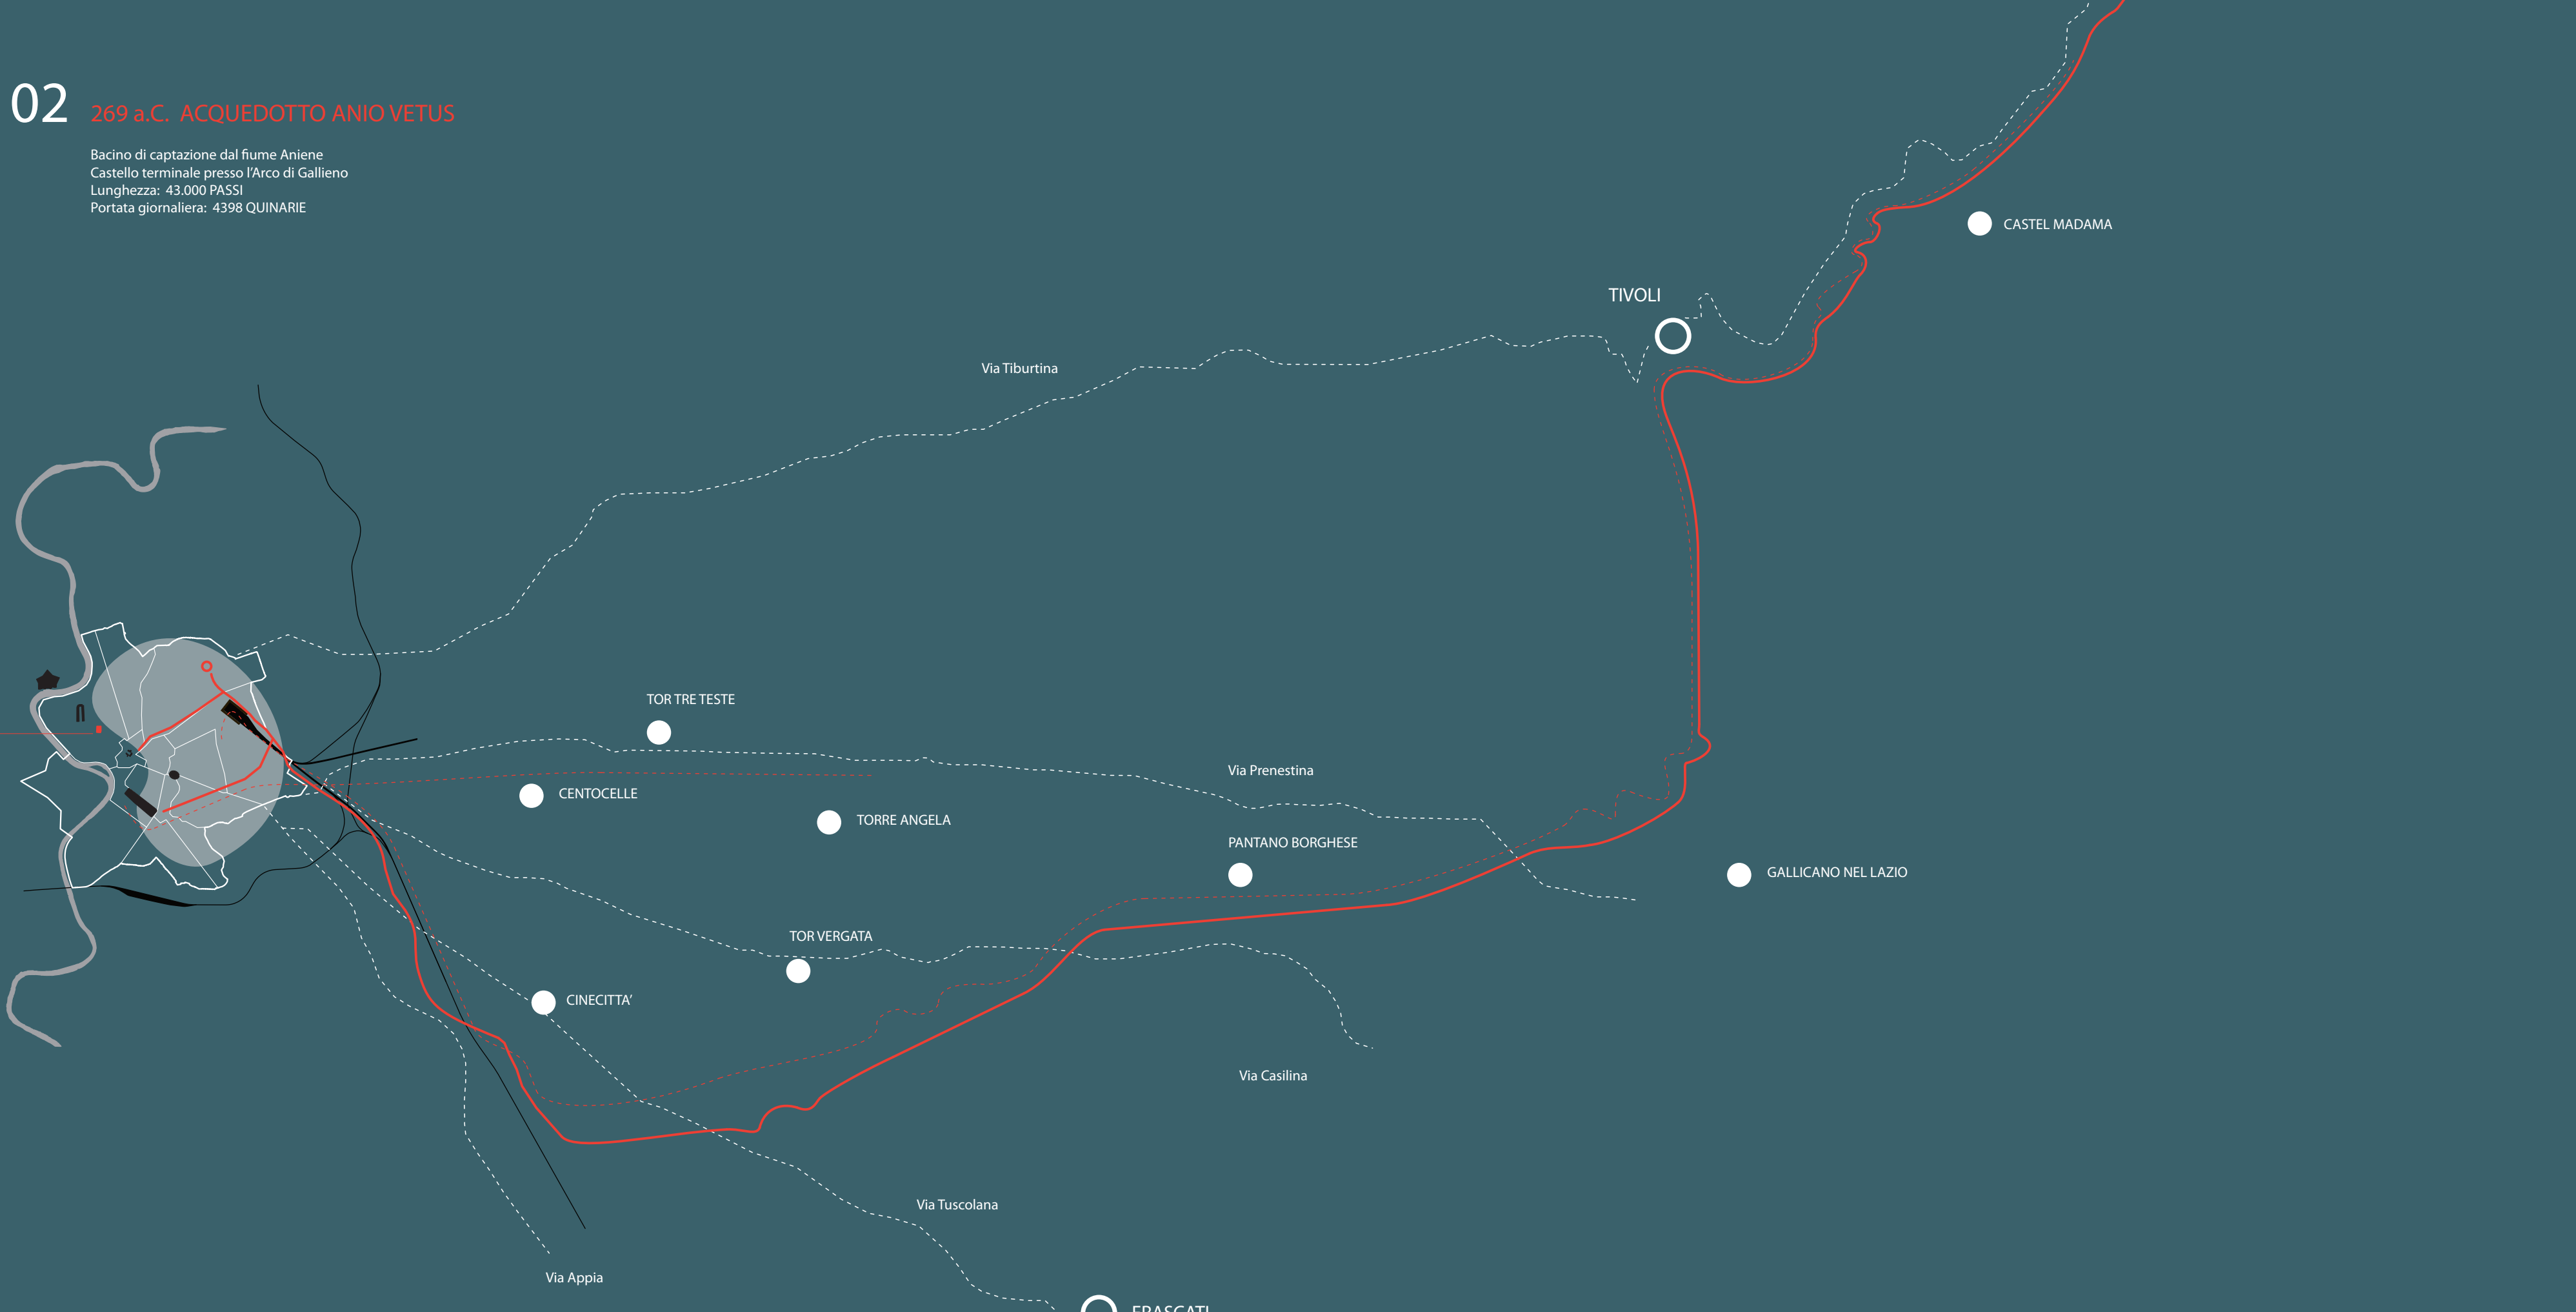 02 269 a.C. ACQUEDOTTO ANIO VETUS
Bacino di captazione dal fiume Aniene
Castello terminale presso l'Arco di Gallieno
Lunghezza: 43.000 PASSI
Portata giornaliera: 4398 QUINARIE
CASTEL MADAMA
TIVOLI
Via Tiburtina
TOR TRE TESTE
Via Prenestina
CENTOCELLE
TORRE ANGELA
PANTANO BORGHESE
GALLICANO NEL LAZIO
TOR VERGATA
CINECITTA'
Via Casilina
Via Tuscolana
Via Appia
FRASCATI